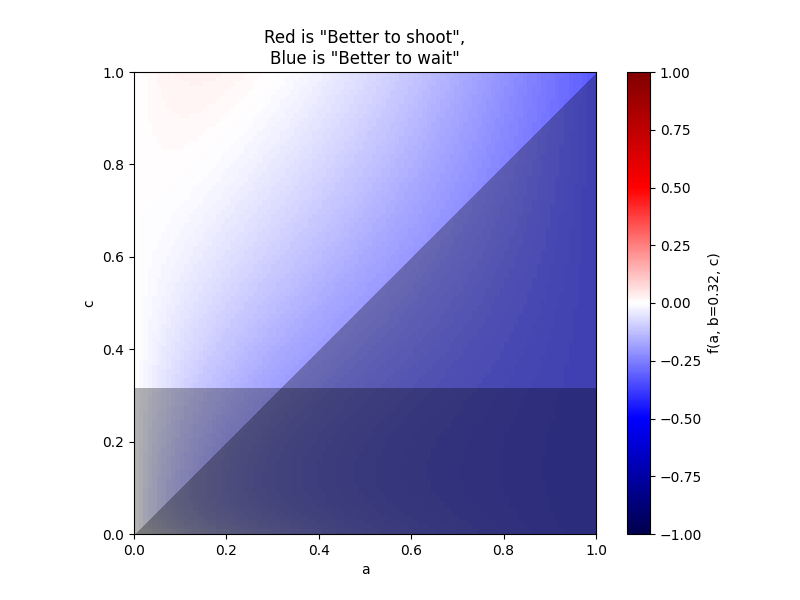 Red is "Better to shoot",
Blue is "Better to wait"
1.0
0.8
0.6
0.4
0.2
0.0
c
0.0 0.2 0.4 0.6 0.8 1.0
a
1.00
0.75
0.50
0.25
0.00
−0.25
−0.50
−0.75
−1.00
f(a, b=0.32, c)